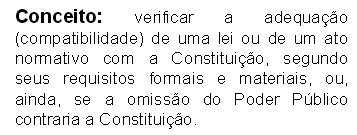 Conceito: verificar a adequação
(compatibilidade) de uma lei ou de um ato
normativo com a Constituição, segundo
seus requisitos formais e materiais, ou,
ainda, se a omissão do Poder Público
contraria a Constituição.